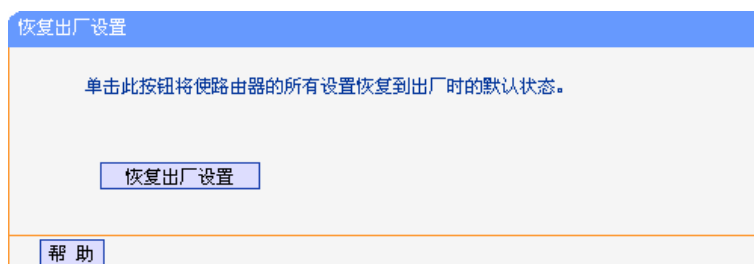 恢复出厂设置
单击此按钮将使路由器的所有设置恢复到出厂时的默认状态。
恢复出厂设置
帮 助